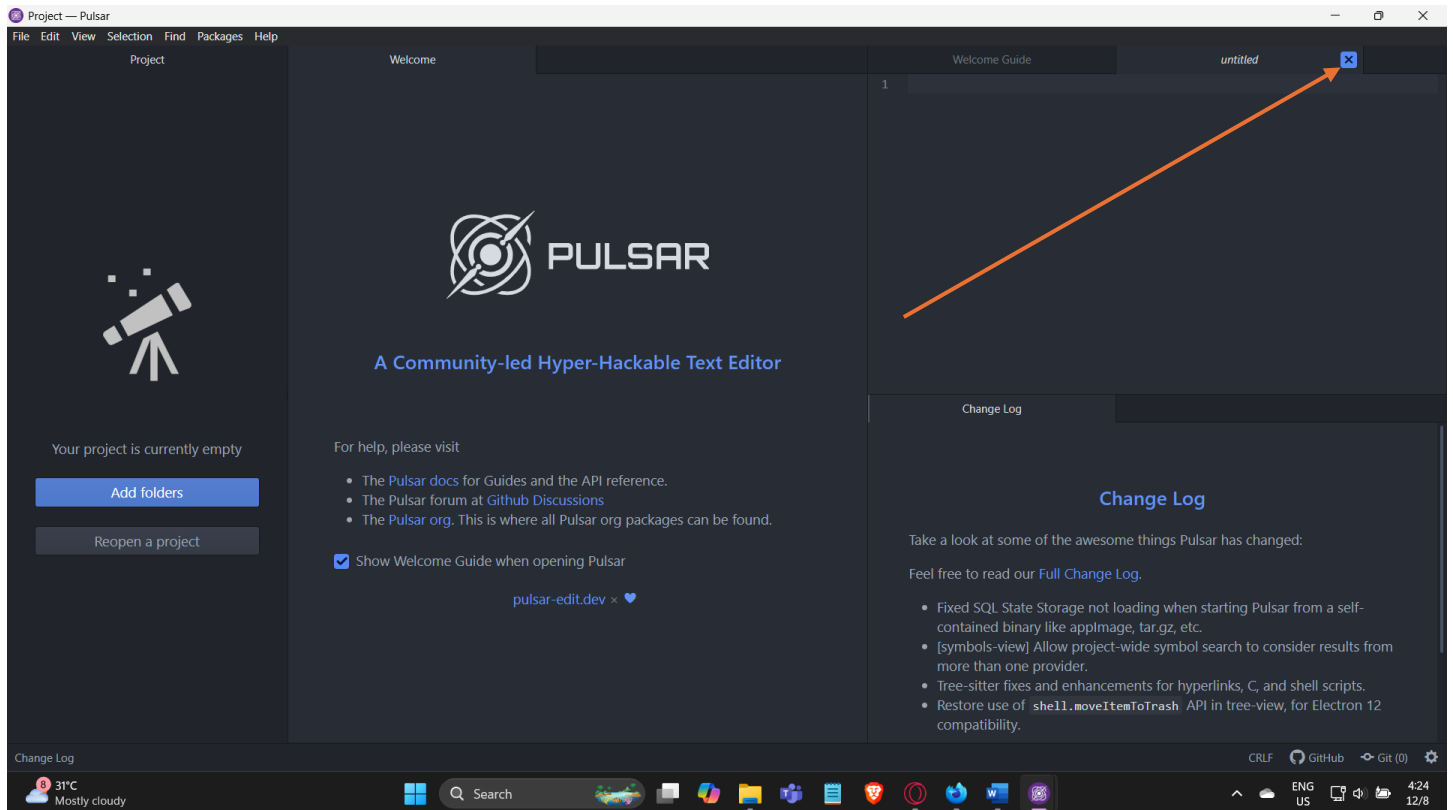 Project — Pulsar
File Edit View Selection Find Packages Help
Project
Welcome
Welcome Guide
untitled
1
PULSAR
A Community-led Hyper-Hackable Text Editor
Your project is currently empty
Add folders
Reopen a project
For help, please visit
The Pulsar docs for Guides and the API reference.
The Pulsar forum at Github Discussions
The Pulsar org. This is where all Pulsar org packages can be found.
Show Welcome Guide when opening Pulsar
pulsar-edit.dev ×
Change Log
Change Log
Take a look at some of the awesome things Pulsar has changed:
Feel free to read our Full Change Log.
Fixed SQL State Storage not loading when starting Pulsar from a self-
contained binary like appImage, tar.gz, etc.
[symbols-view] Allow project-wide symbol search to consider results from
more than one provider.
Tree-sitter fixes and enhancements for hyperlinks, C, and shell scripts.
Restore use of shell.moveItemToTrash API in tree-view, for Electron 12
compatibility.
Change Log
CRLF GitHub Git (0)
8
31°C
Mostly cloudy
Search
ENG
US
4:24
12/8